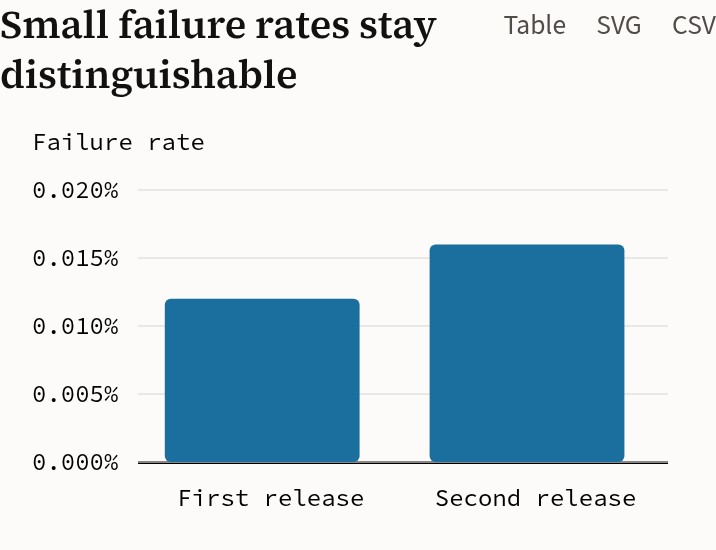 Small failure rates stay
distinguishable
Table SVG CSV
Failure rate
0.020%
0.015%
0.010%
0.005%
0.000%
First release Second release